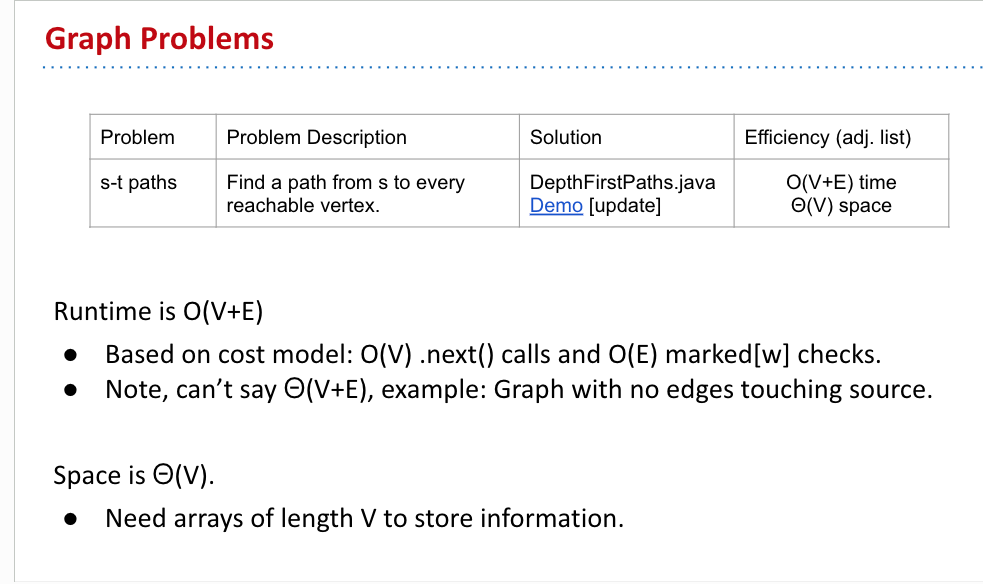 Graph Problems
Problem
Problem Description
Solution
Efficiency (adj. list)
s-t paths
Find a path from s to every
reachable vertex.
DepthFirstPaths.java
Demo [update]
O(V+E) time
Θ(V) space
Runtime is O(V+E)
● Based on cost model: O(V) .next() calls and O(E) marked[w] checks.
● Note, can’t say Θ(V+E), example: Graph with no edges touching source.
Space is Θ(V).
● Need arrays of length V to store information.